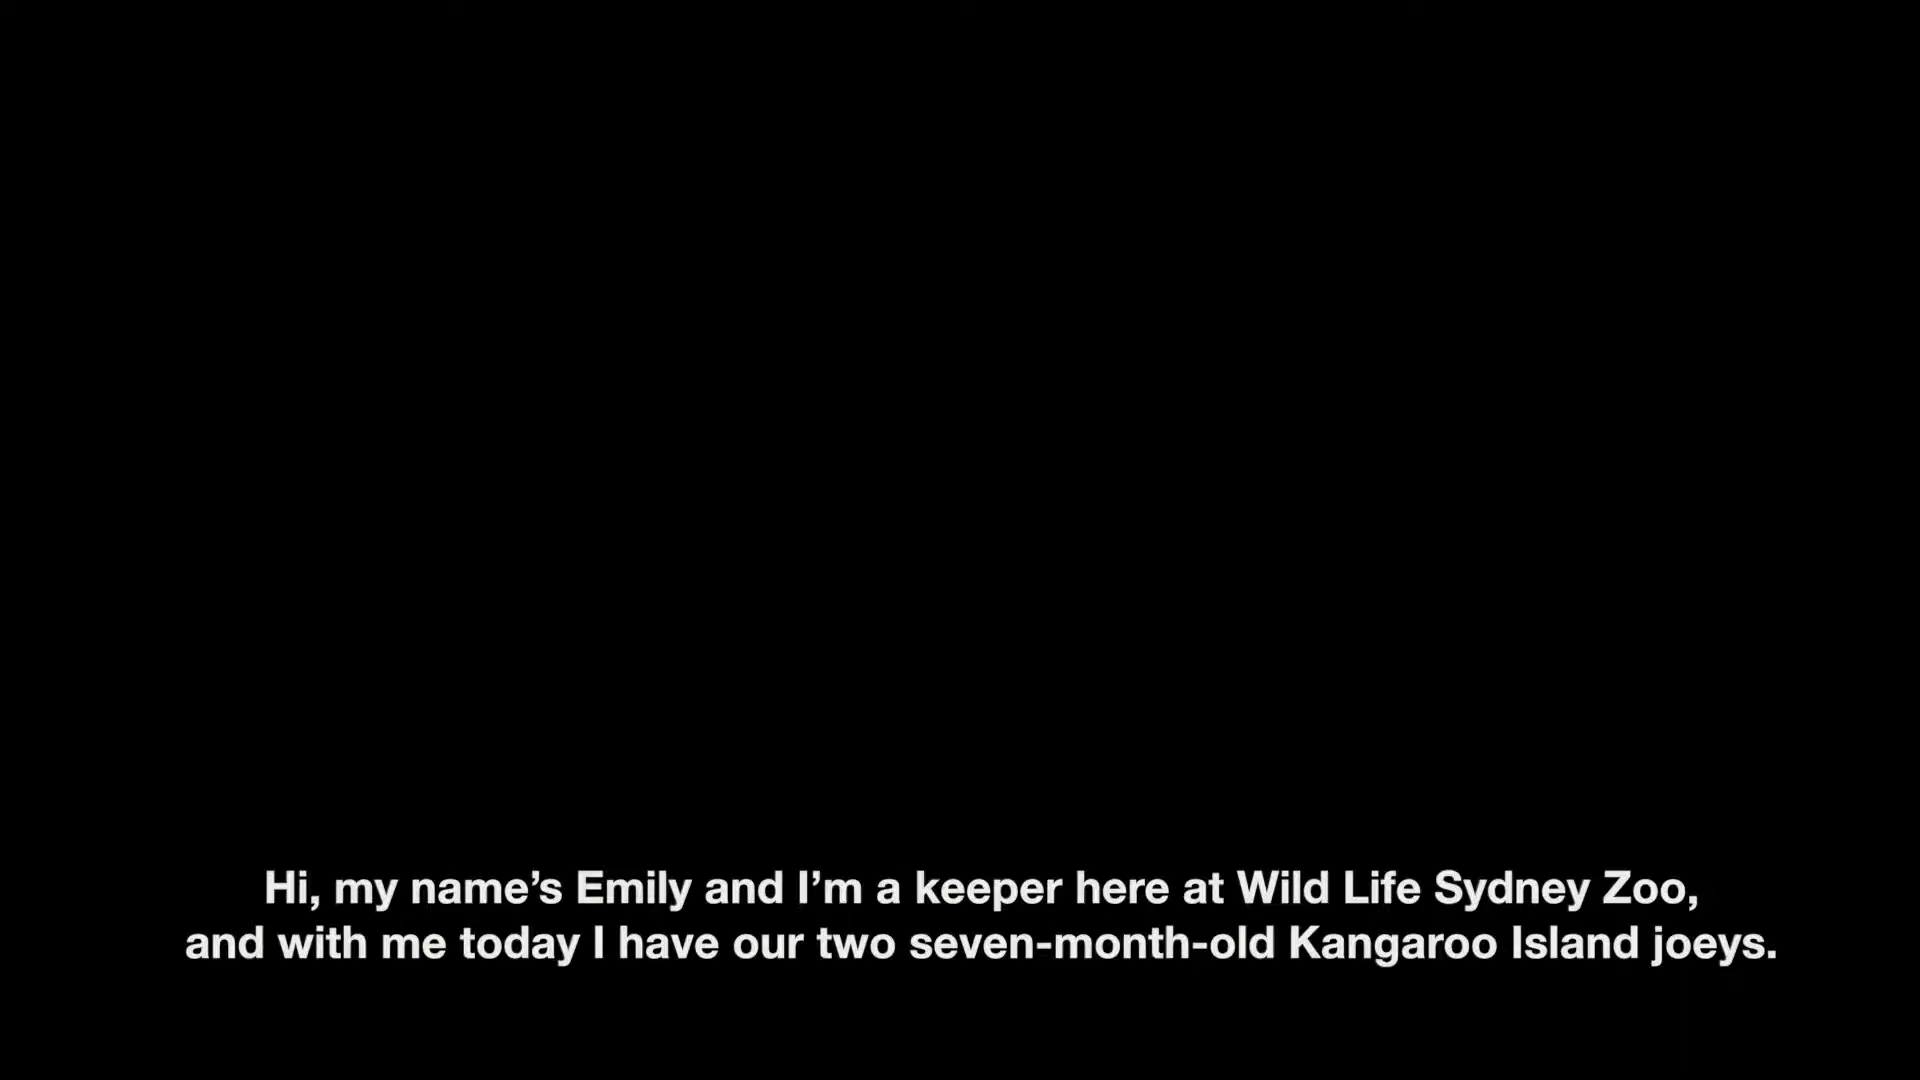 Hi, my name’s Emily and I’m a keeper here at Wild Life Sydney Zoo,
and with me today I have our two seven-month-old Kangaroo Island joeys.